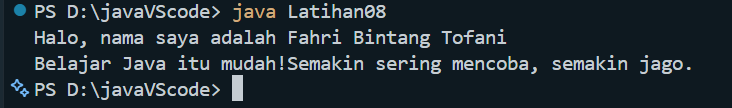 PS D:\javaVScode> java Latihan08
Halo, nama saya adalah Fahri Bintang Tofani
Belajar Java itu mudah!Semakin sering mencoba, semakin jago.
PS D:\javaVScode>